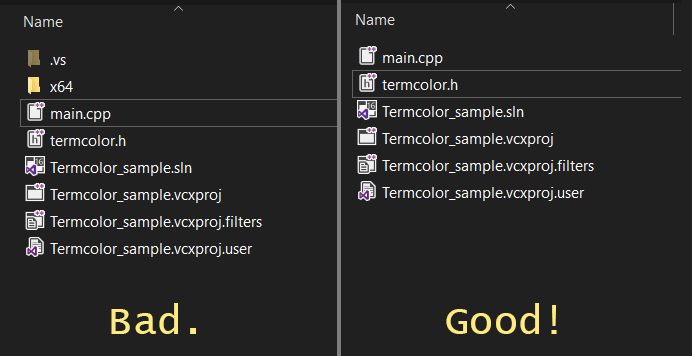 Name
.vs
x64
main.cpp
termcolor.h
Termcolor_sample.sln
Termcolor_sample.vcxproj
Termcolor_sample.vcxproj.filters
Termcolor_sample.vcxproj.user
Bad.
Name
main.cpp
termcolor.h
Termcolor_sample.sln
Termcolor_sample.vcxproj
Termcolor_sample.vcxproj.filters
Termcolor_sample.vcxproj.user
Good!